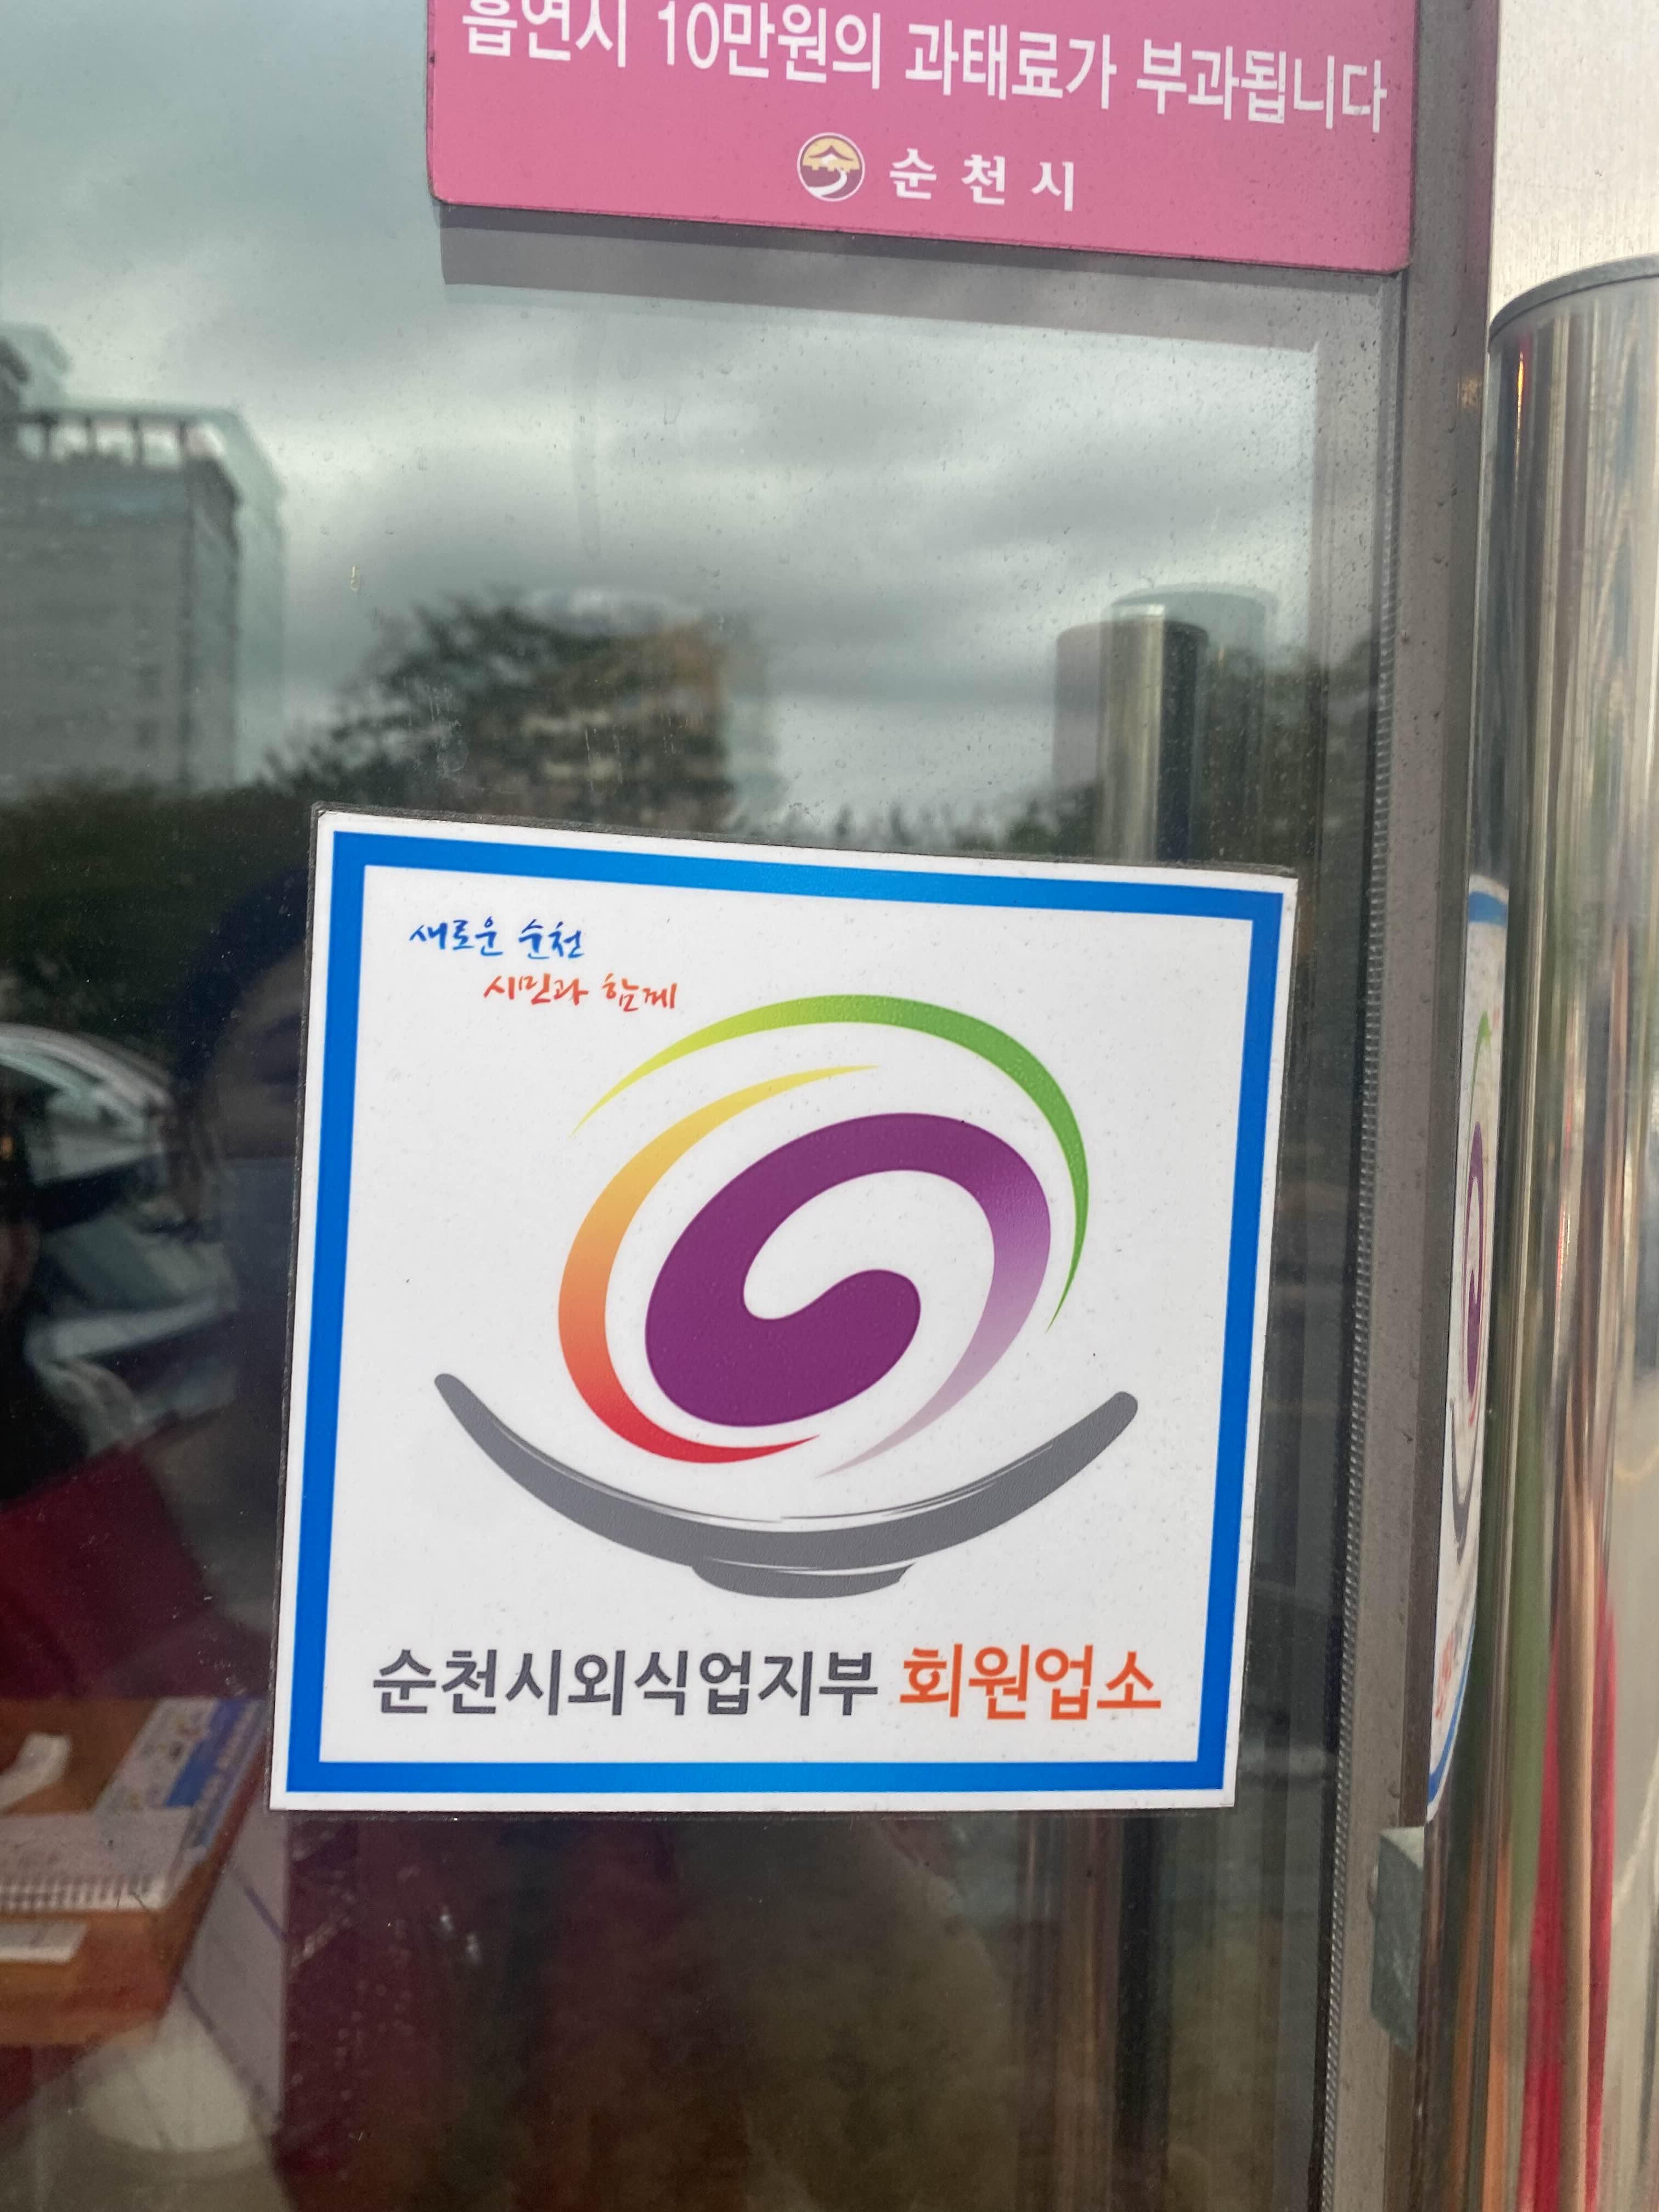 흡연시 10만원의 과태료가 부과됩니다
순천시
새로운 순천
시민과 함께
순천시외식업지부 회원업소